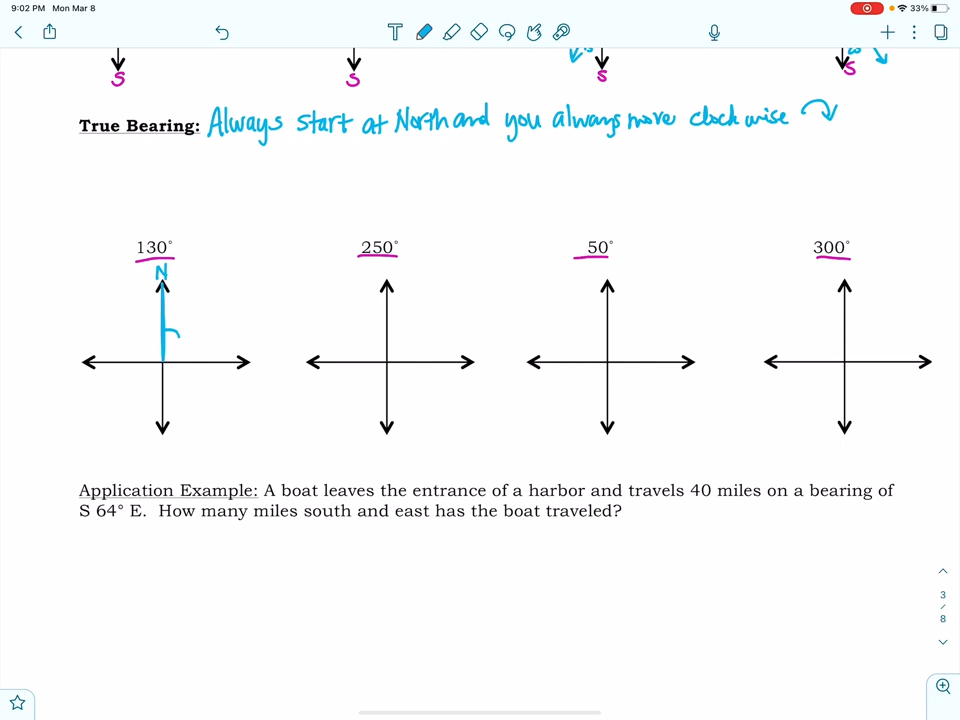 9:02 PM Mon Mar 8
33%
T
S S S S
True Bearing: Always start at North and you always move clockwise
130° 250° 50° 300°
N
Application Example: A boat leaves the entrance of a harbor and travels 40 miles on a bearing of
S 64° E. How many miles south and east has the boat traveled?
3
/
8